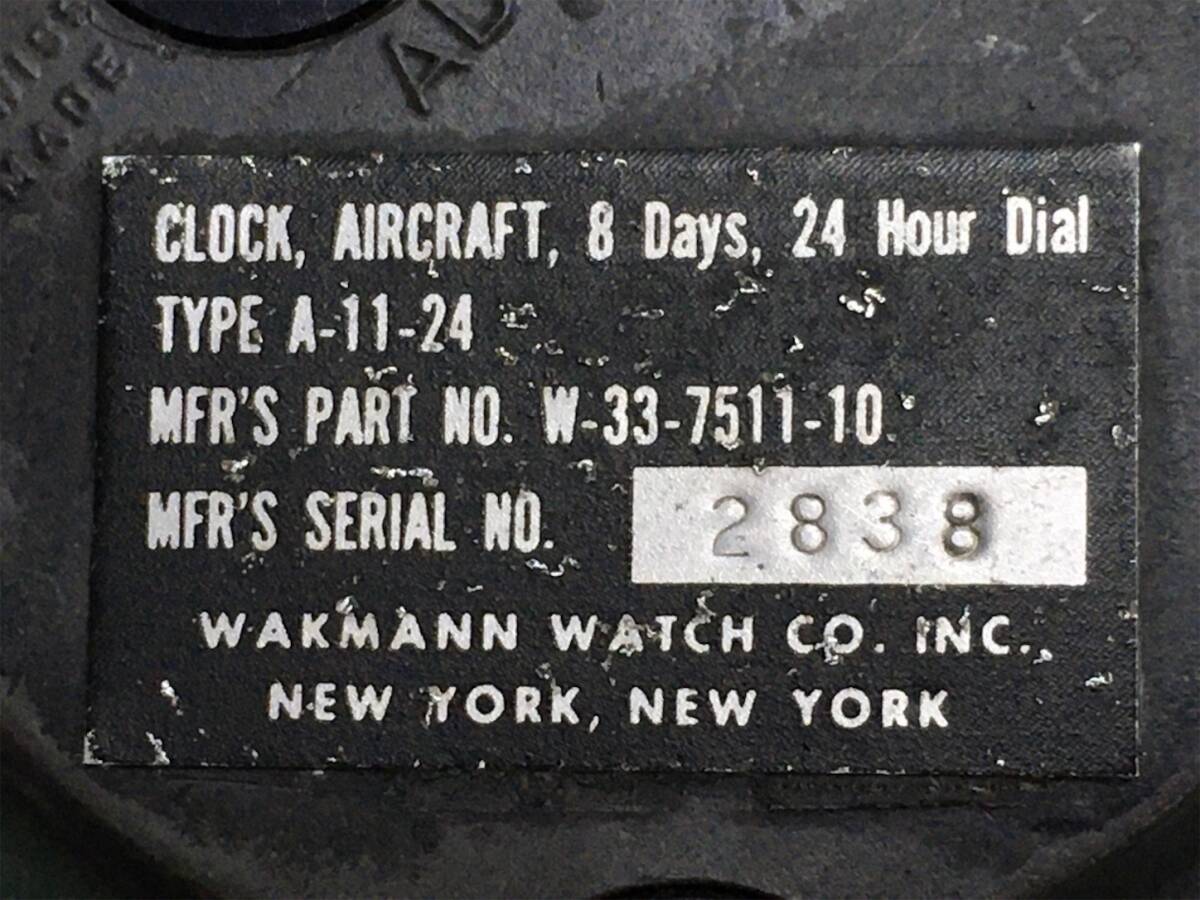 MADE
CLOCK, AIRCRAFT, 8 Days, 24 Hour Dial
TYPE A-11-24
MFR'S PART NO. W-33-7511-10
MFR'S SERIAL NO. 2838
WAKMANN WATCH CO. INC.
NEW YORK, NEW YORK